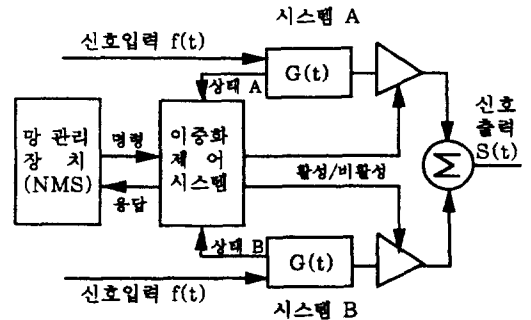 시스템 A
신호입력 f(t)
G(t)
상태 A
망 관리
장 치
(NMS)
명령
응답
이중화
제어
시스템
활성/비활성
신호
출력
S(t)
Σ
상태 B
G(t)
신호입력 f(t)
시스템 B